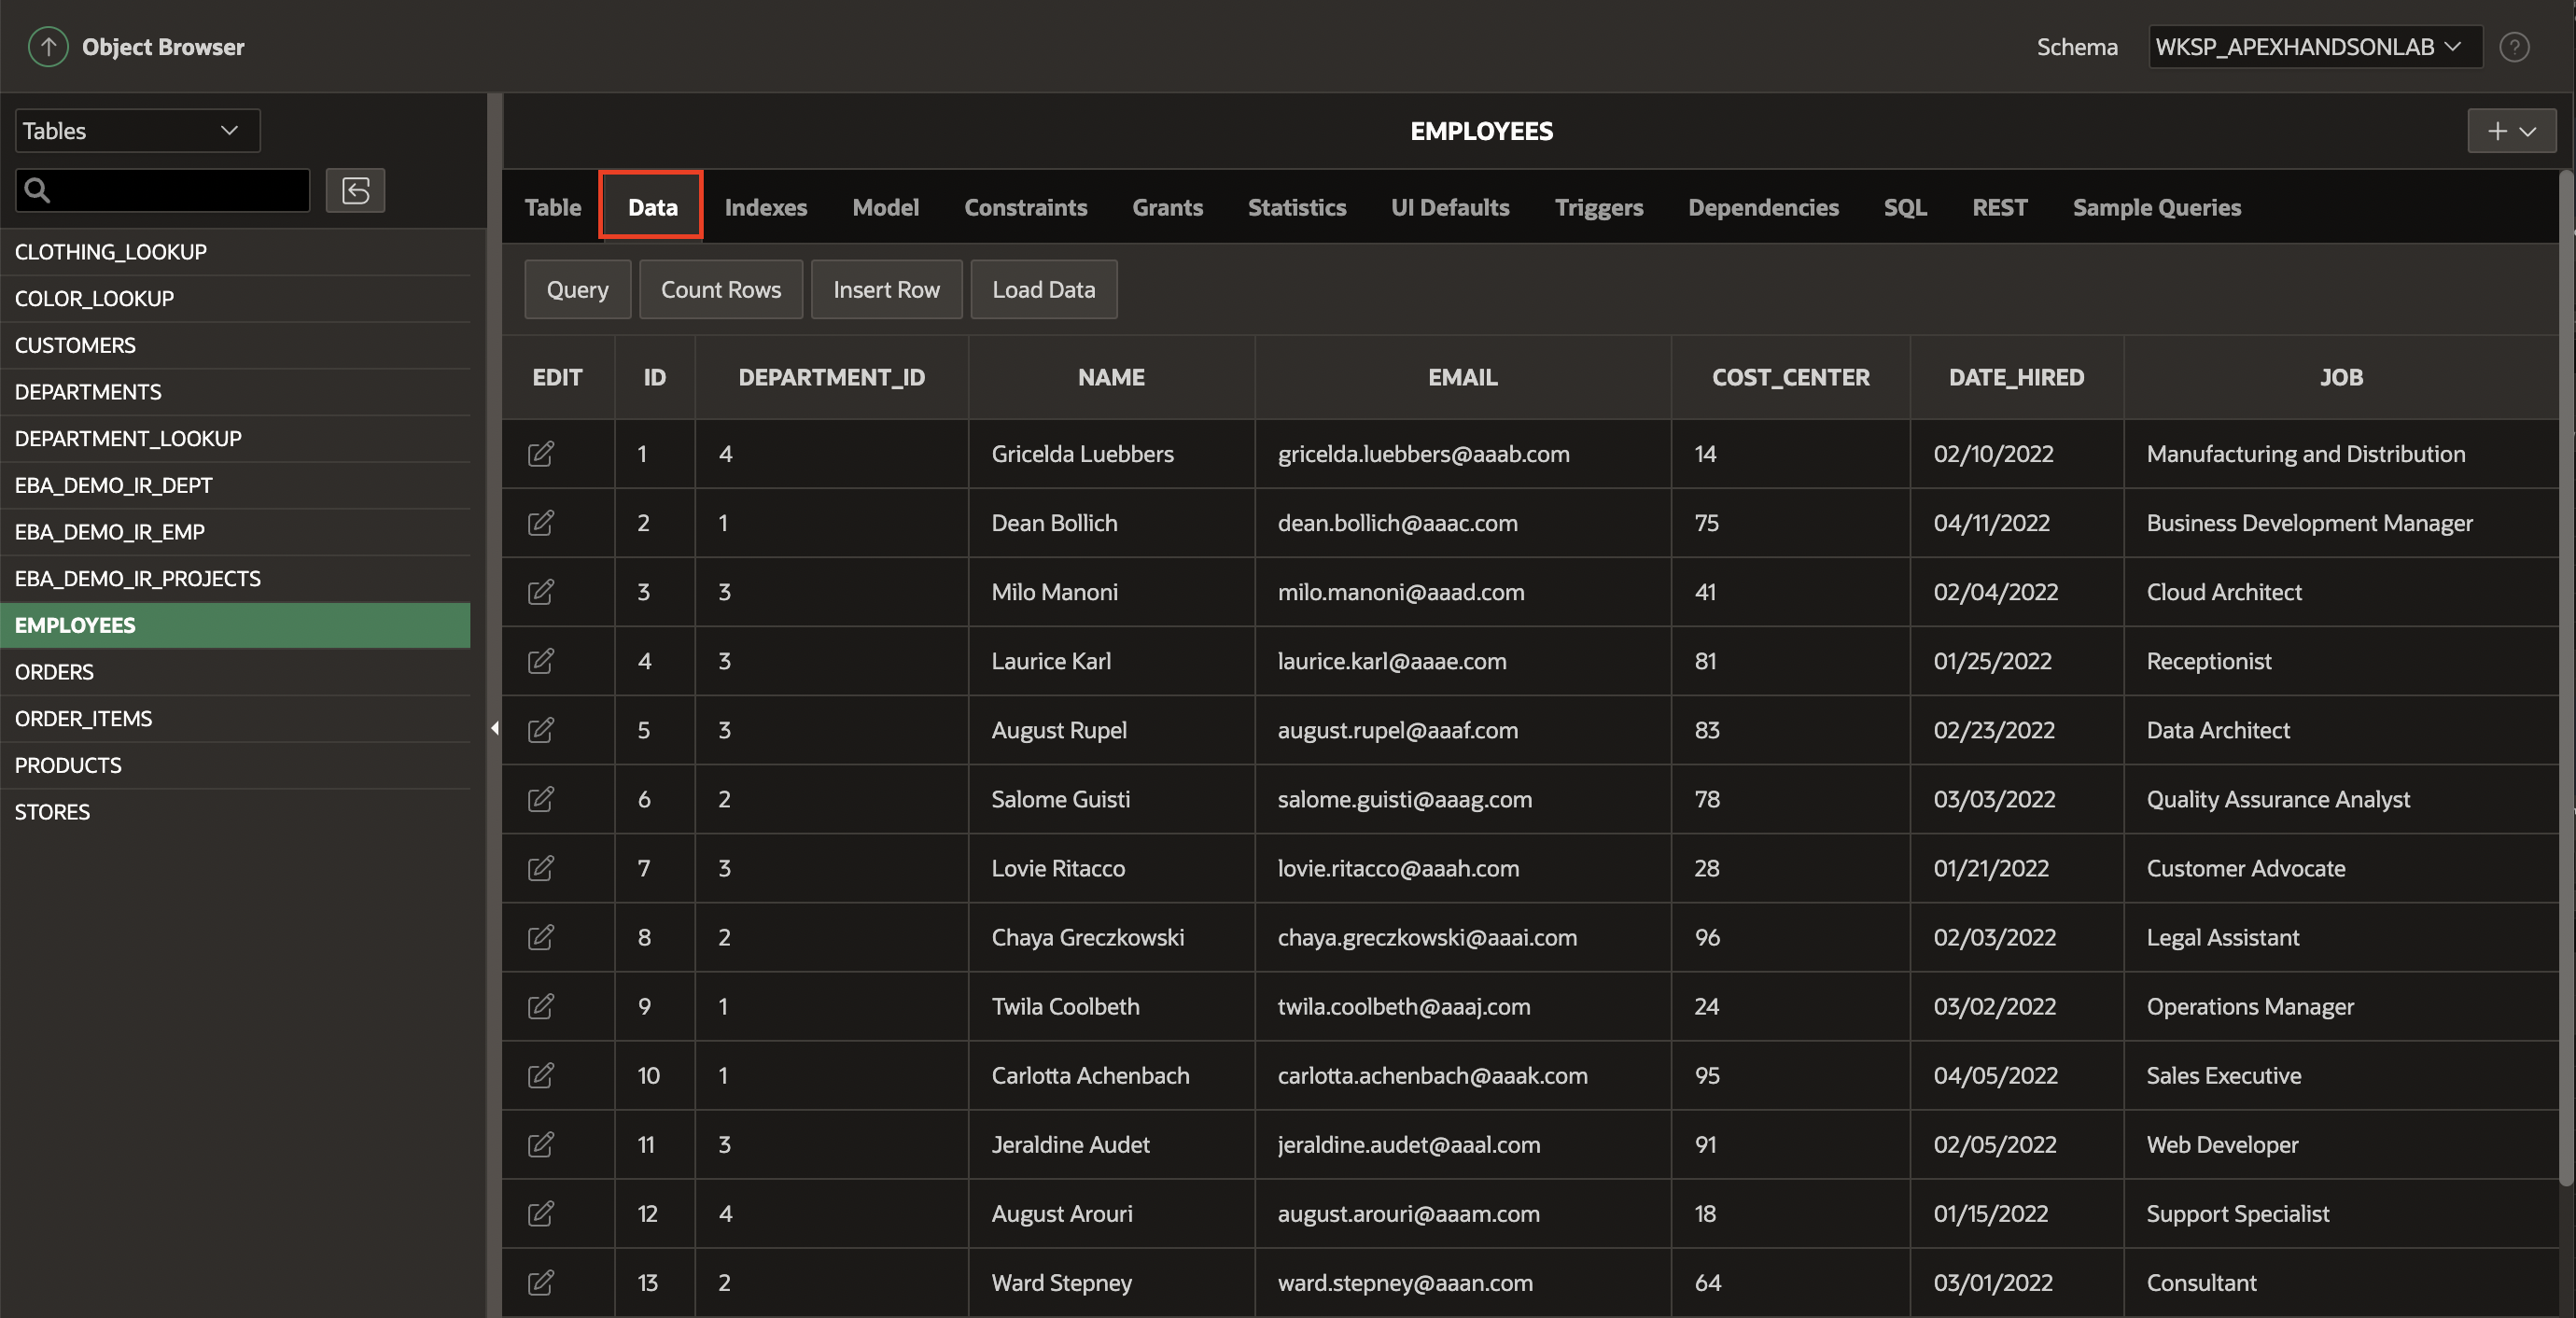 Object Browser
Schema WKSP_APEXHANDSONLAB ?
Tables
CLOTHING_LOOKUP
COLOR_LOOKUP
CUSTOMERS
DEPARTMENTS
DEPARTMENT_LOOKUP
EBA_DEMO_IR_DEPT
EBA_DEMO_IR_EMP
EBA_DEMO_IR_PROJECTS
EMPLOYEES
ORDERS
ORDER_ITEMS
PRODUCTS
STORES
EMPLOYEES
Table Data Indexes Model Constraints Grants Statistics UI Defaults Triggers Dependencies SQL REST Sample Queries
Query Count Rows Insert Row Load Data
EDIT ID DEPARTMENT_ID NAME EMAIL COST_CENTER DATE_HIRED JOB
1 4 Gricelda Luebbers gricelda.luebbers@aaab.com 14 02/10/2022 Manufacturing and Distribution
2 1 Dean Bollich dean.bollich@aaac.com 75 04/11/2022 Business Development Manager
3 3 Milo Manoni milo.manoni@aaad.com 41 02/04/2022 Cloud Architect
4 3 Laurice Karl laurice.karl@aaae.com 81 01/25/2022 Receptionist
5 3 August Rupel august.rupel@aaaf.com 83 02/23/2022 Data Architect
6 2 Salome Guisti salome.guisti@aaag.com 78 03/03/2022 Quality Assurance Analyst
7 3 Lovie Ritacco lovie.ritacco@aaah.com 28 01/21/2022 Customer Advocate
8 2 Chaya Greczkowski chaya.greczkowski@aaai.com 96 02/03/2022 Legal Assistant
9 1 Twila Coolbeth twila.coolbeth@aaaj.com 24 03/02/2022 Operations Manager
10 1 Carlotta Achenbach carlotta.achenbach@aaak.com 95 04/05/2022 Sales Executive
11 3 Jeraldine Audet jeraldine.audet@aaal.com 91 02/05/2022 Web Developer
12 4 August Arouri august.arouri@aaam.com 18 01/15/2022 Support Specialist
13 2 Ward Stepney ward.stepney@aaan.com 64 03/01/2022 Consultant